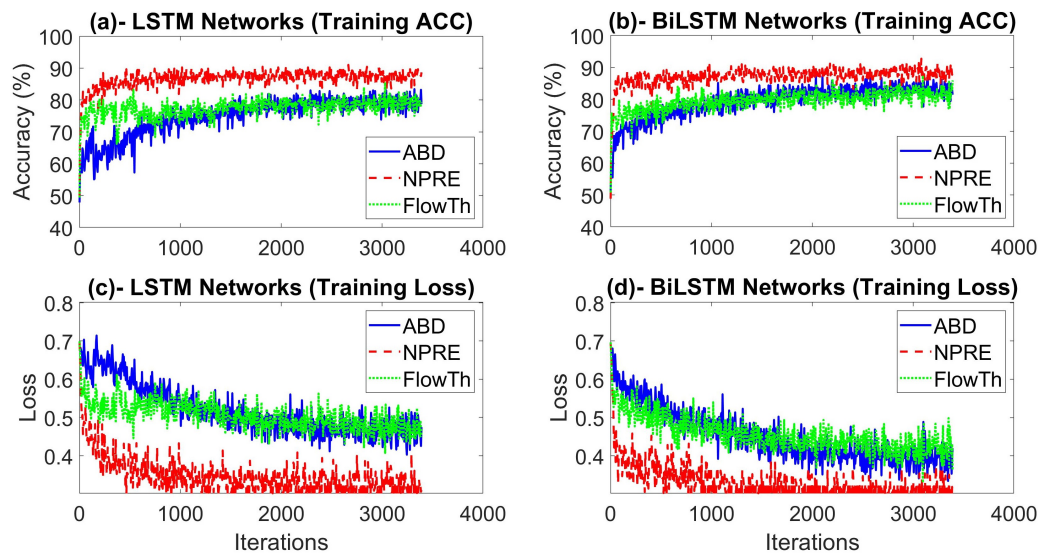 (a)- LSTM Networks (Training ACC)
100
90
80
70
60
50
40
Accuracy (%)
ABD
NPRE
FlowTh
0 1000 2000 3000 4000
(b)- BiLSTM Networks (Training ACC)
100
90
80
70
60
50
40
Accuracy (%)
ABD
NPRE
FlowTh
0 1000 2000 3000 4000
(c)- LSTM Networks (Training Loss)
0.8
0.7
0.6
0.5
0.4
Loss
ABD
NPRE
FlowTh
0 1000 2000 3000 4000
Iterations
(d)- BiLSTM Networks (Training Loss)
0.8
0.7
0.6
0.5
0.4
Loss
ABD
NPRE
FlowTh
0 1000 2000 3000 4000
Iterations